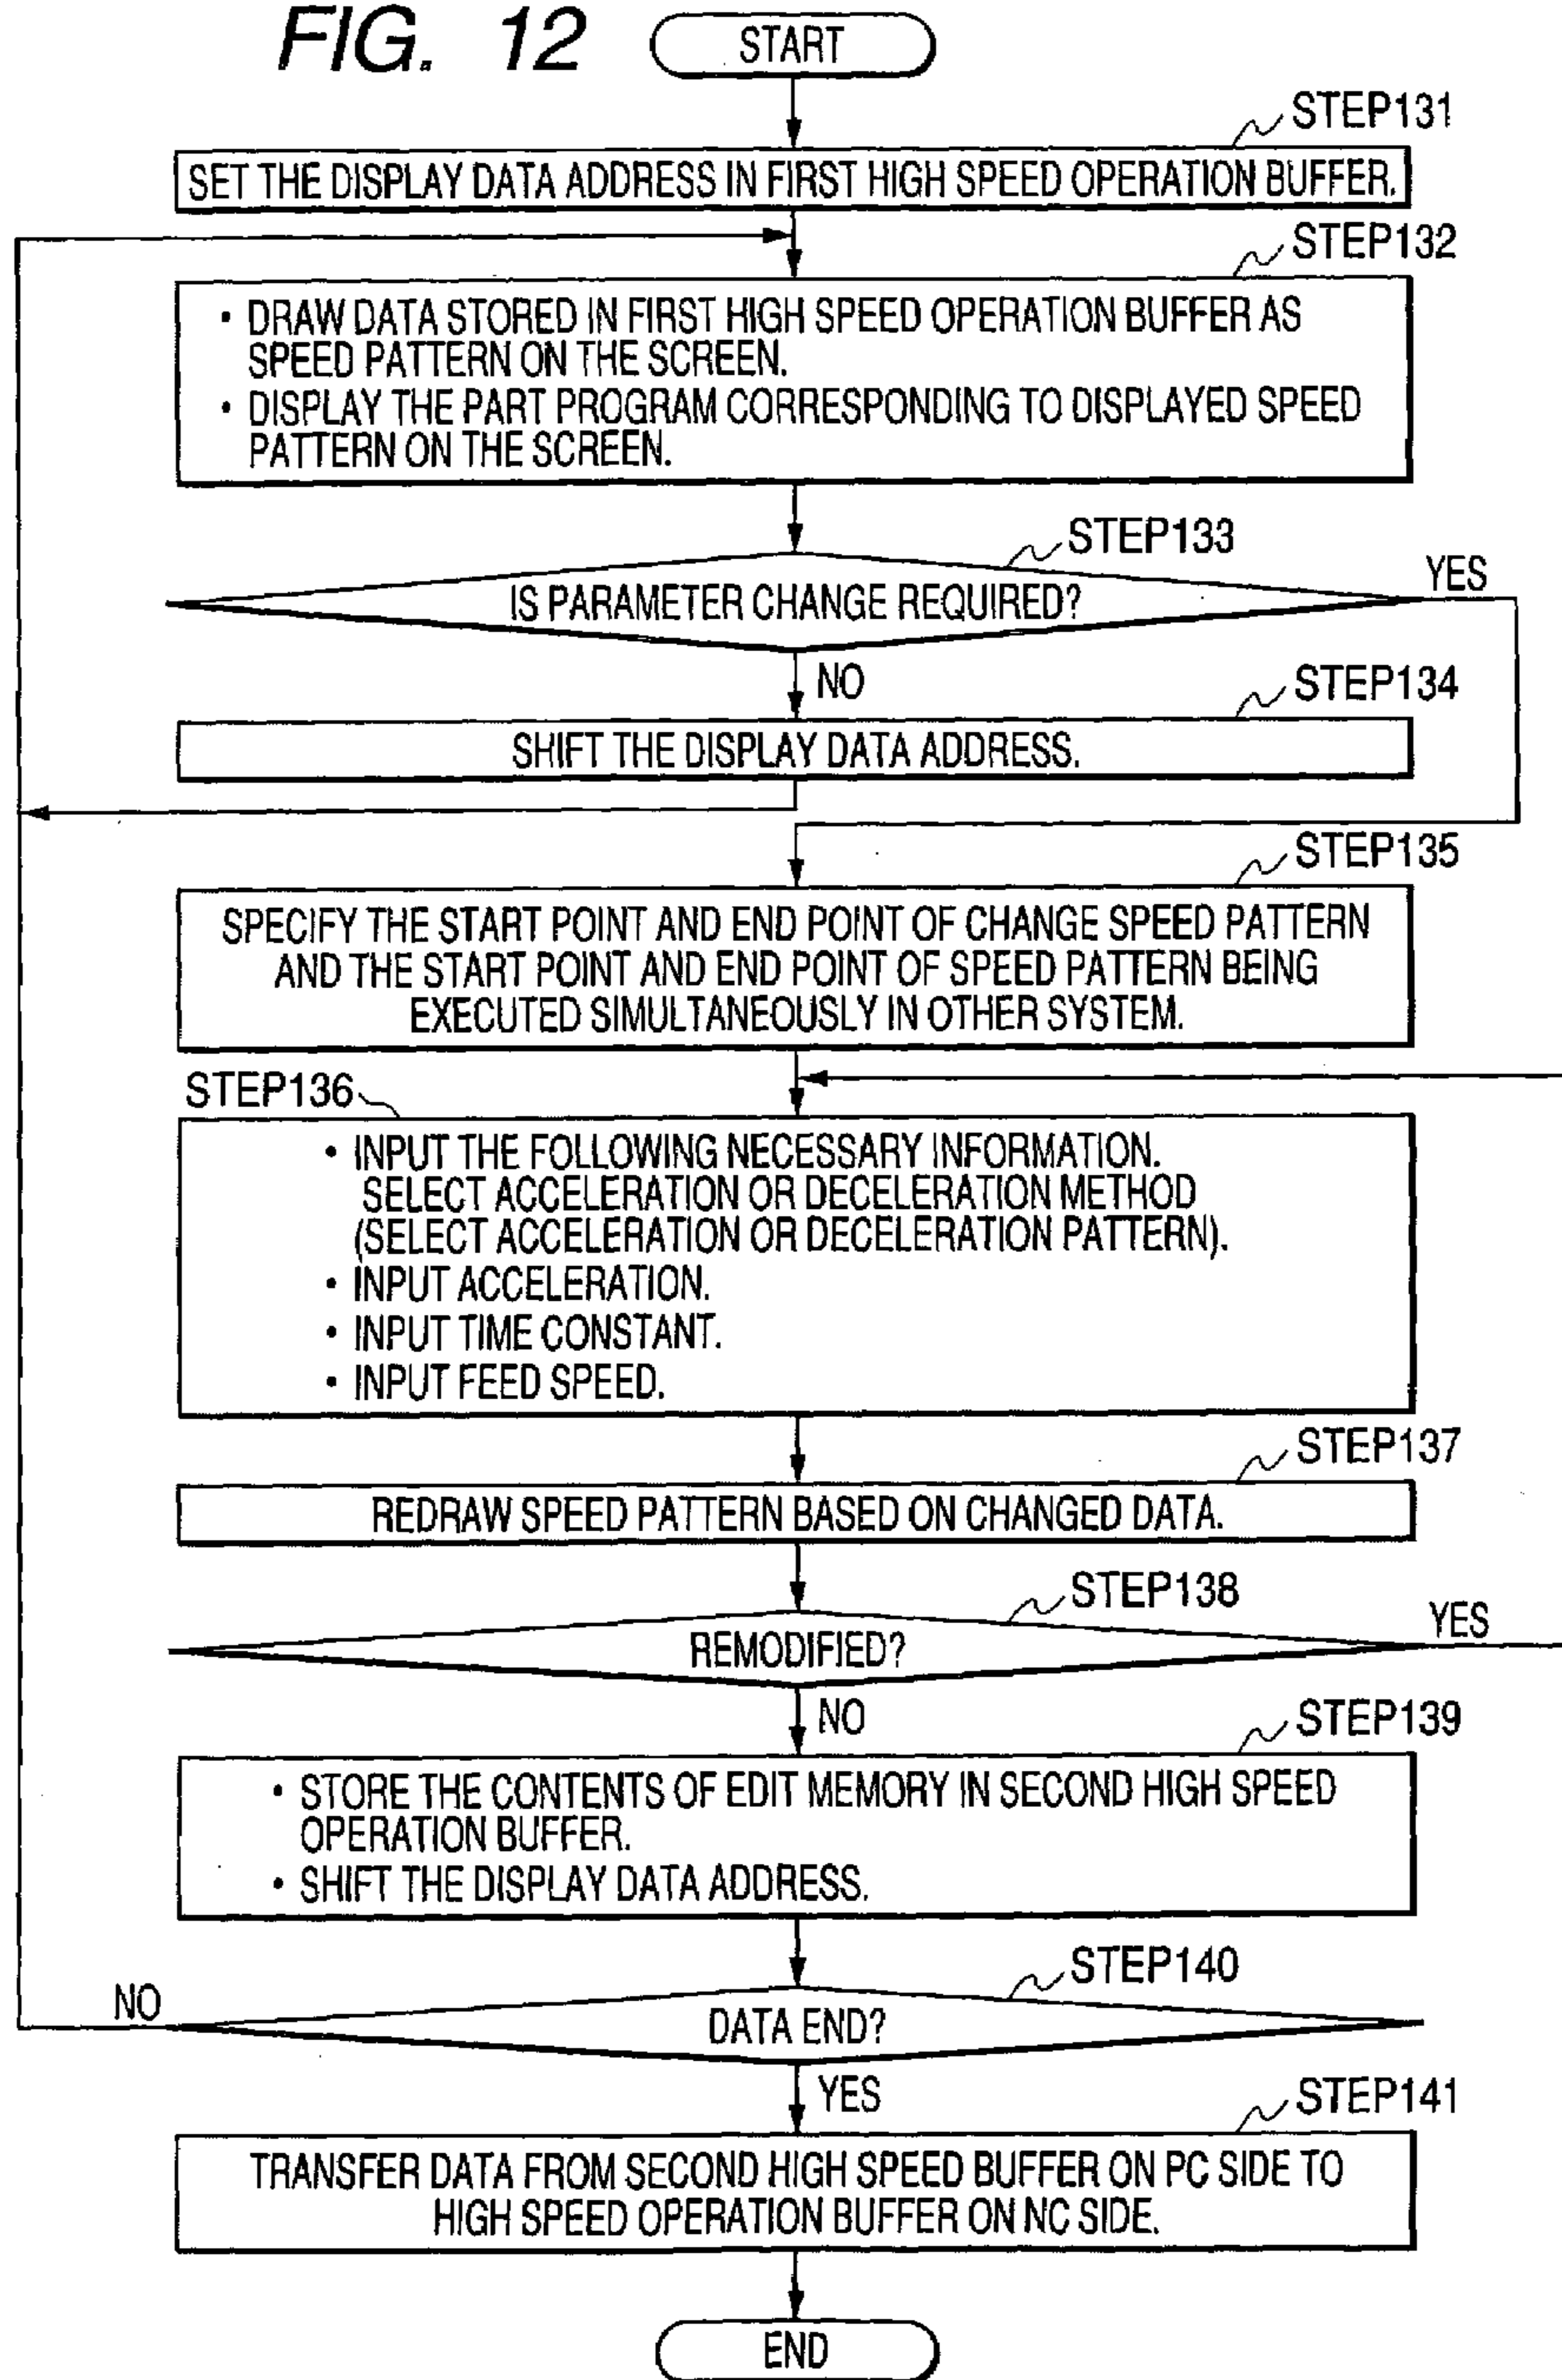 FIG. 12
START
STEP131
SET THE DISPLAY DATA ADDRESS IN FIRST HIGH SPEED OPERATION BUFFER.
STEP132
• DRAW DATA STORED IN FIRST HIGH SPEED OPERATION BUFFER AS
SPEED PATTERN ON THE SCREEN.
• DISPLAY THE PART PROGRAM CORRESPONDING TO DISPLAYED SPEED
PATTERN ON THE SCREEN.
STEP133
YES
IS PARAMETER CHANGE REQUIRED?
NO
STEP134
SHIFT THE DISPLAY DATA ADDRESS.
STEP135
SPECIFY THE START POINT AND END POINT OF CHANGE SPEED PATTERN
AND THE START POINT AND END POINT OF SPEED PATTERN BEING
EXECUTED SIMULTANEOUSLY IN OTHER SYSTEM.
STEP136
• INPUT THE FOLLOWING NECESSARY INFORMATION.
SELECT ACCELERATION OR DECELERATION METHOD
(SELECT ACCELERATION OR DECELERATION PATTERN).
• INPUT ACCELERATION.
• INPUT TIME CONSTANT.
• INPUT FEED SPEED.
STEP137
REDRAW SPEED PATTERN BASED ON CHANGED DATA.
STEP138
YES
REMODIFIED?
NO
STEP139
• STORE THE CONTENTS OF EDIT MEMORY IN SECOND HIGH SPEED
OPERATION BUFFER.
• SHIFT THE DISPLAY DATA ADDRESS.
STEP140
NO
DATA END?
YES
STEP141
TRANSFER DATA FROM SECOND HIGH SPEED BUFFER ON PC SIDE TO
HIGH SPEED OPERATION BUFFER ON NC SIDE.
END